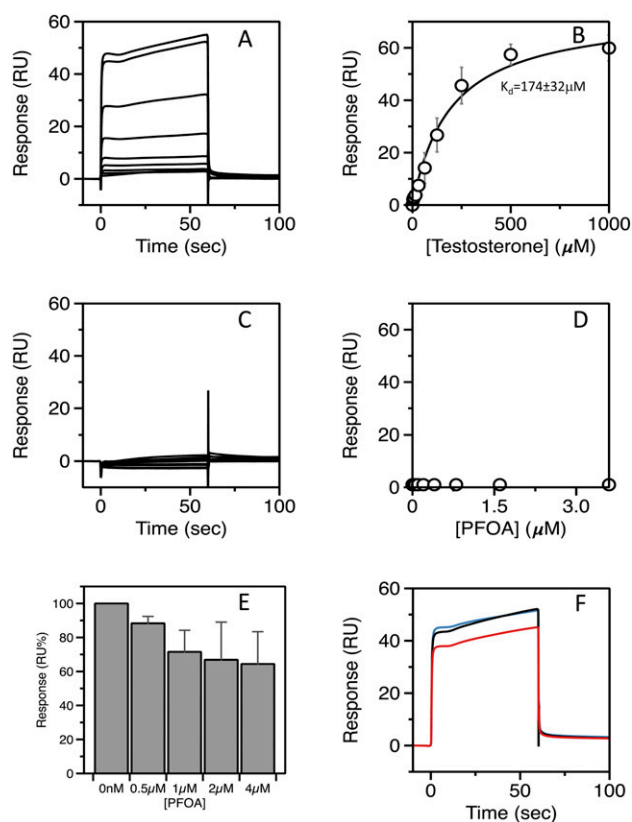 A
Response (RU)
60
40
20
0
0
50
100
Time (sec)
B
Response (RU)
60
40
20
0
K_d=174±32μM
0
500
1000
[Testosterone] (μM)
C
Response (RU)
60
40
20
0
0
50
100
Time (sec)
D
Response (RU)
60
40
20
0
0
1.5
3.0
[PFOA] (μM)
E
Response (RU%)
100
80
60
40
20
0
0nM 0.5μM 1μM 2μM 4μM
[PFOA]
F
Response (RU)
60
40
20
0
0
50
100
Time (sec)